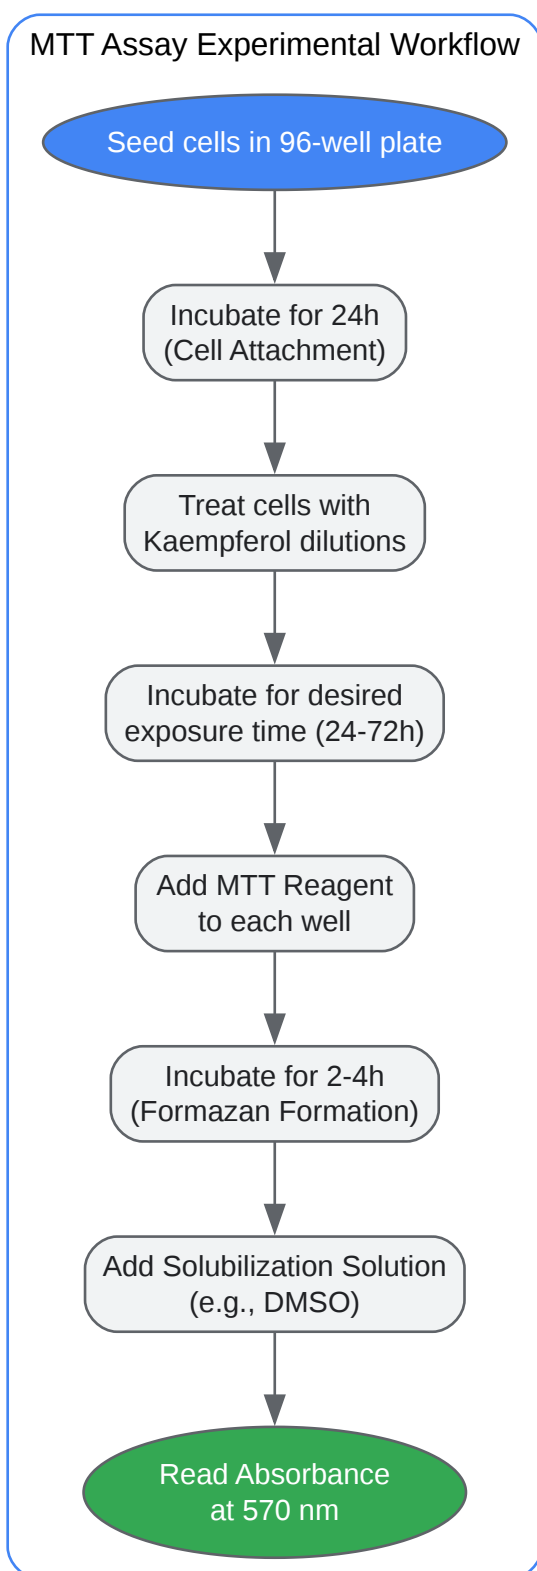 MTT Assay Experimental Workflow
Seed cells in 96-well plate
Incubate for 24h
(Cell Attachment)
Treat cells with
Kaempferol dilutions
Incubate for desired
exposure time (24-72h)
Add MTT Reagent
to each well
Incubate for 2-4h
(Formazan Formation)
Add Solubilization Solution
(e.g., DMSO)
Read Absorbance
at 570 nm